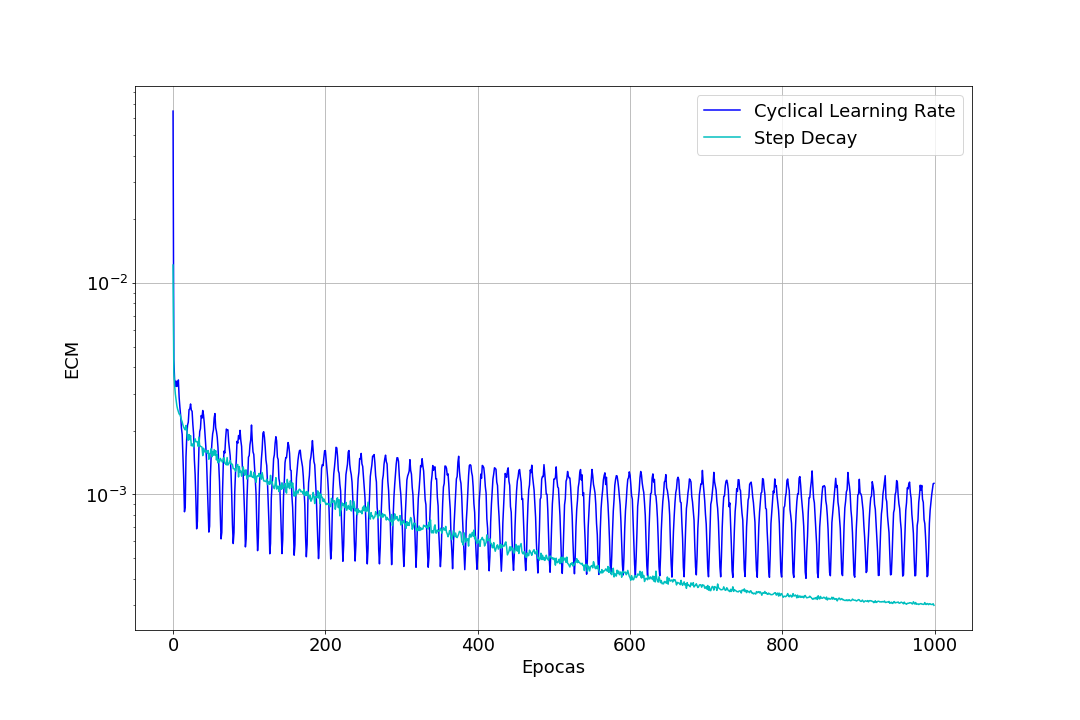 Cyclical Learning Rate
Step Decay
10⁻²
10⁻³
ECM
0 200 400 600 800 1000
Epocas